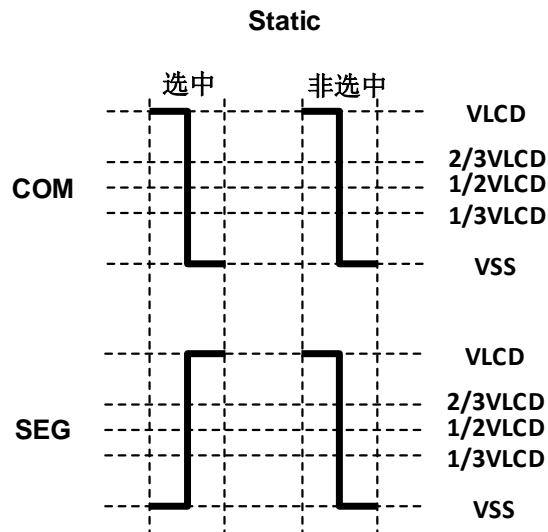 Static
选中 非选中
VLCD
2/3VLCD
COM
1/2VLCD
1/3VLCD
VSS
VLCD
2/3VLCD
SEG
1/2VLCD
1/3VLCD
VSS